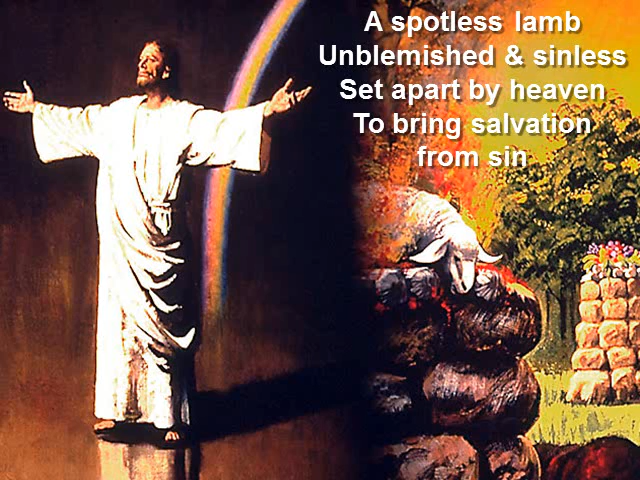 A spotless lamb
Unblemished & sinless
Set apart by heaven
To bring salvation
from sin